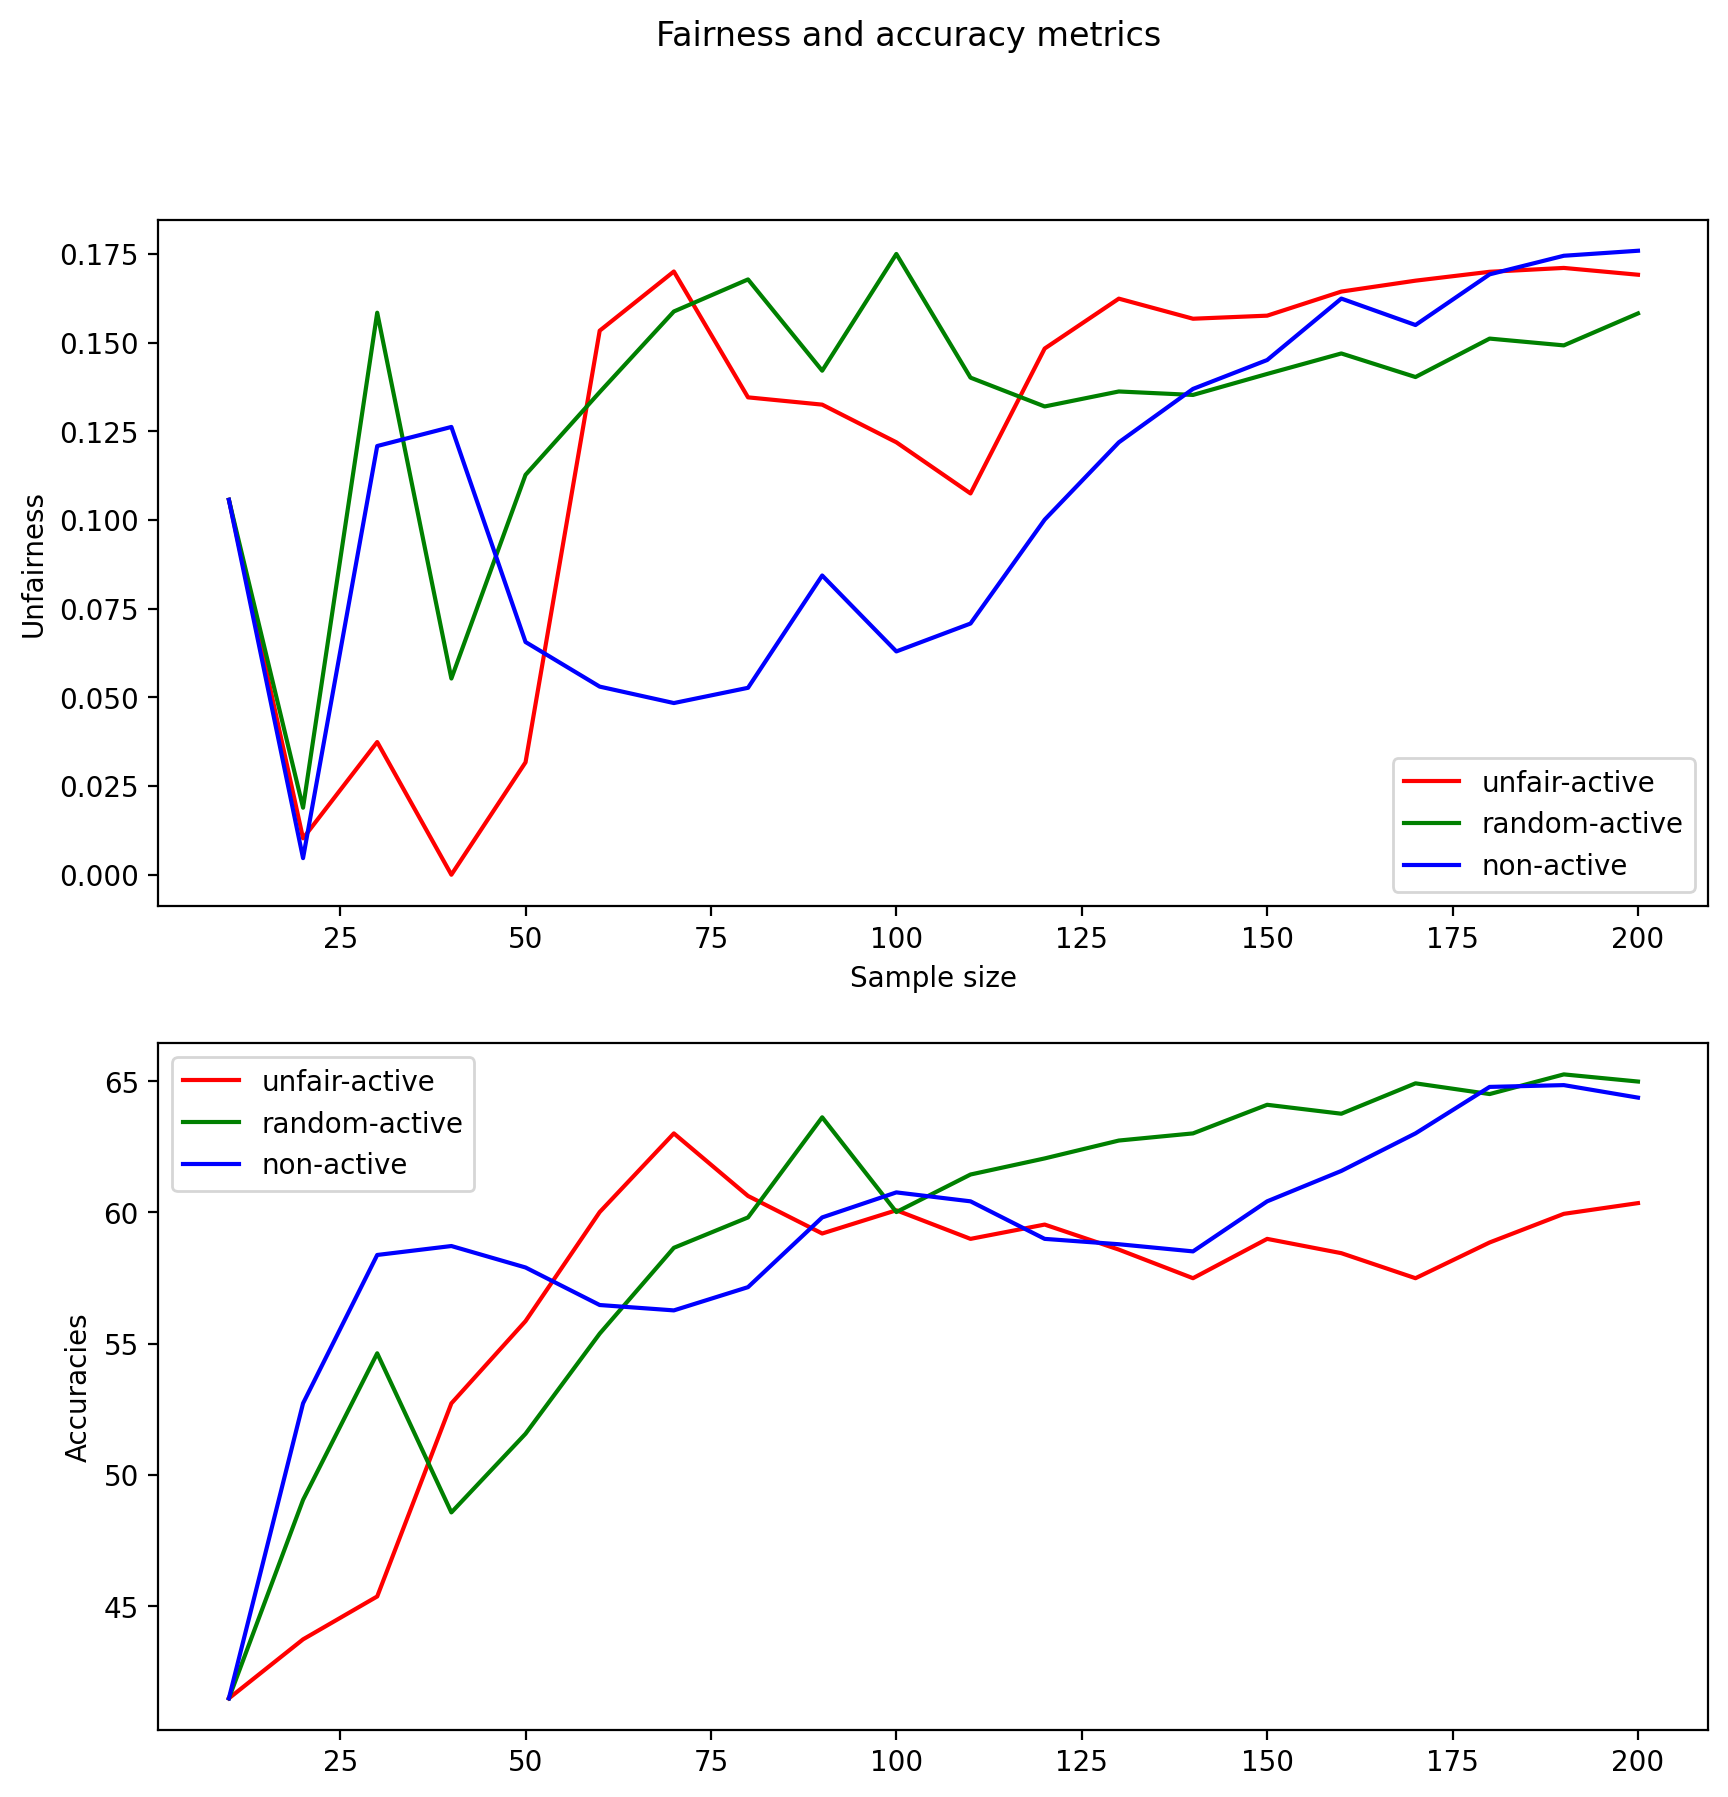 Fairness and accuracy metrics
0.175
0.150
0.125
0.100
0.075
0.050
0.025
0.000
Unfairness
unfair-active
random-active
non-active
25 50 75 100 125 150 175 200
Sample size
65
60
55
50
45
Accuracies
unfair-active
random-active
non-active
25 50 75 100 125 150 175 200